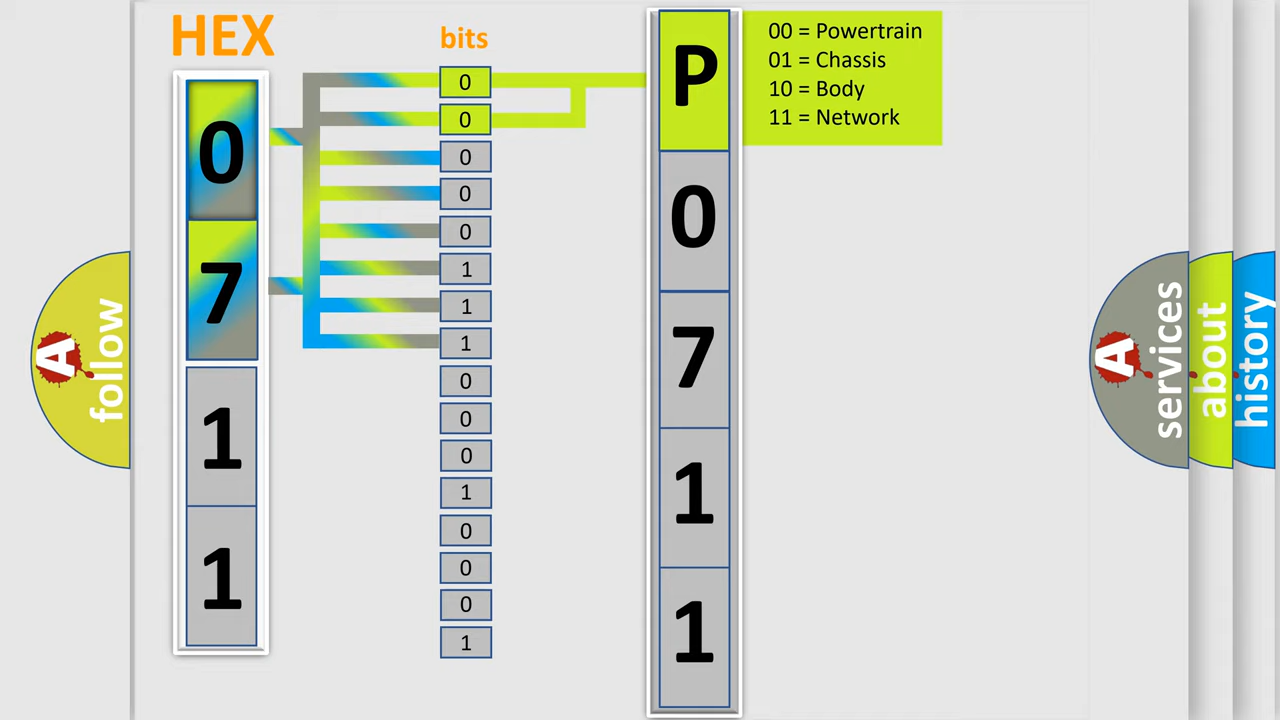 HEX
bits
0
7
1
1
0
0
0
0
0
1
1
1
0
0
0
1
0
0
0
1
P
0
7
1
1
00 = Powertrain
01 = Chassis
10 = Body
11 = Network
A follow
A services
about
history